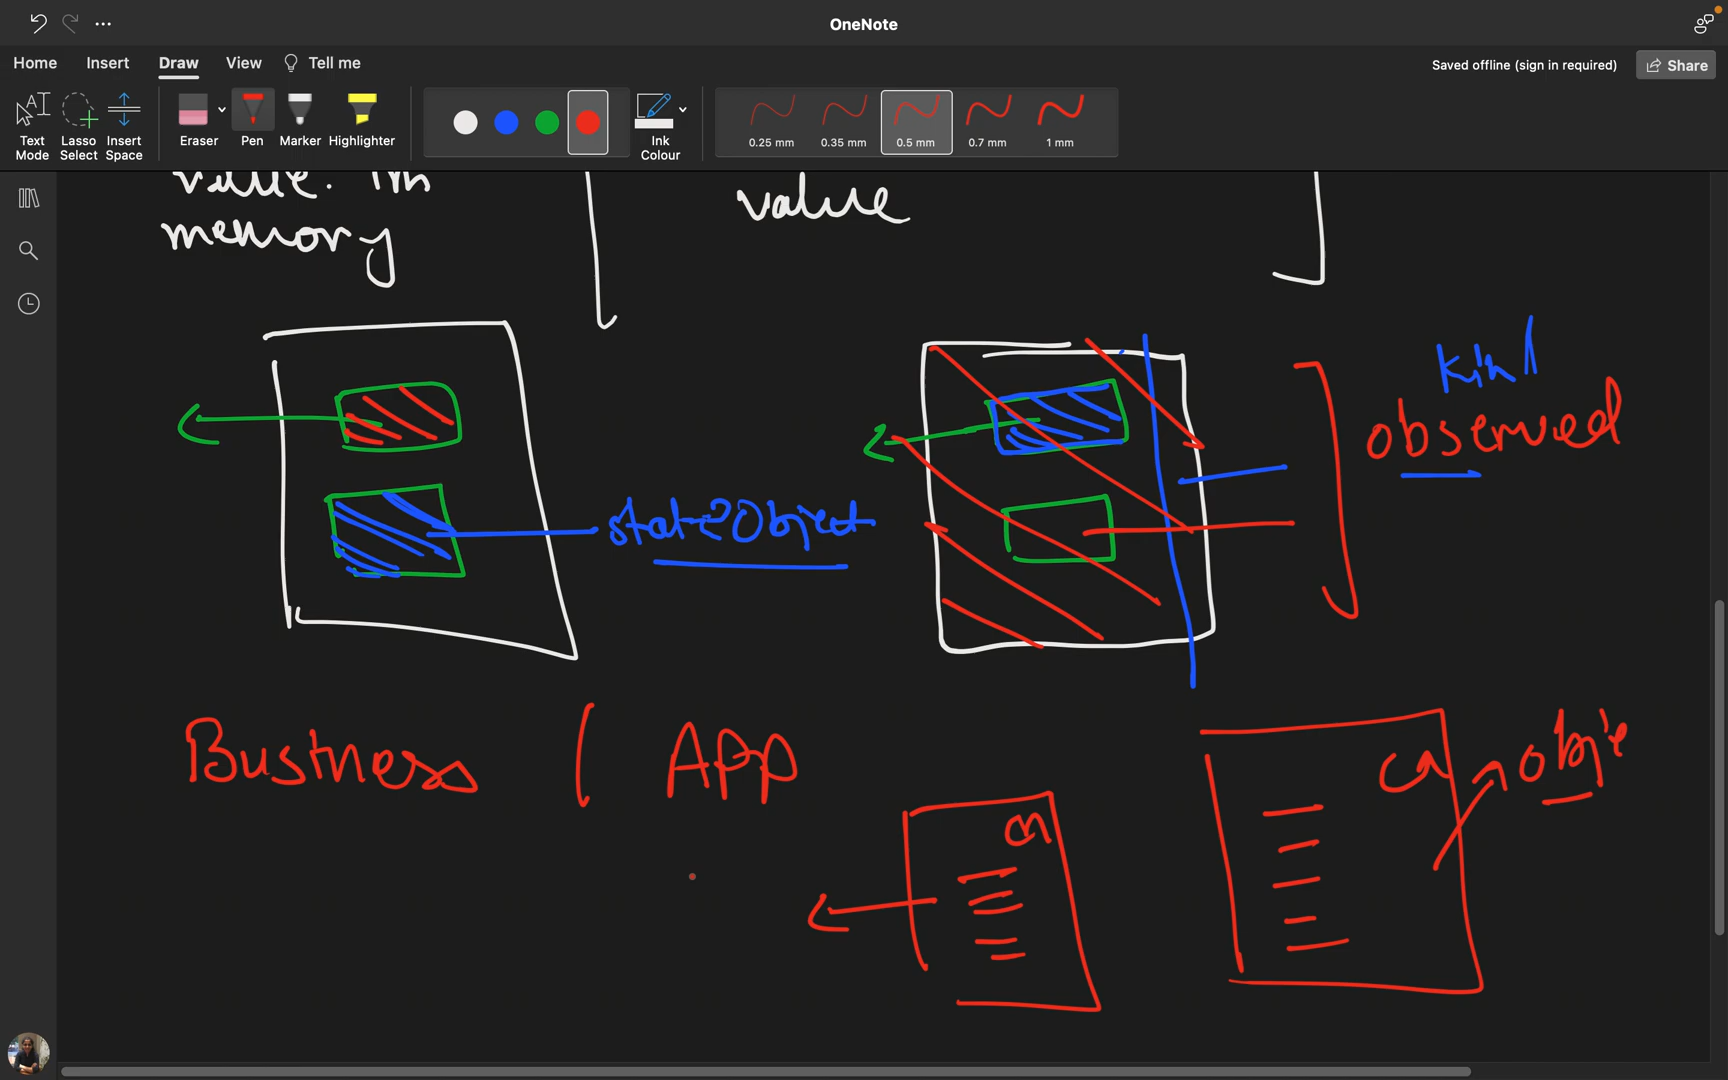 OneNote
Home Insert Draw View Tell me
Saved offline (sign in required)
Share
Text Mode
Lasso Select
Insert Space
Eraser
Pen
Marker
Highlighter
Ink Colour
0.25 mm
0.35 mm
0.5 mm
0.7 mm
1 mm
value. In
memory
value
observed
Business
App